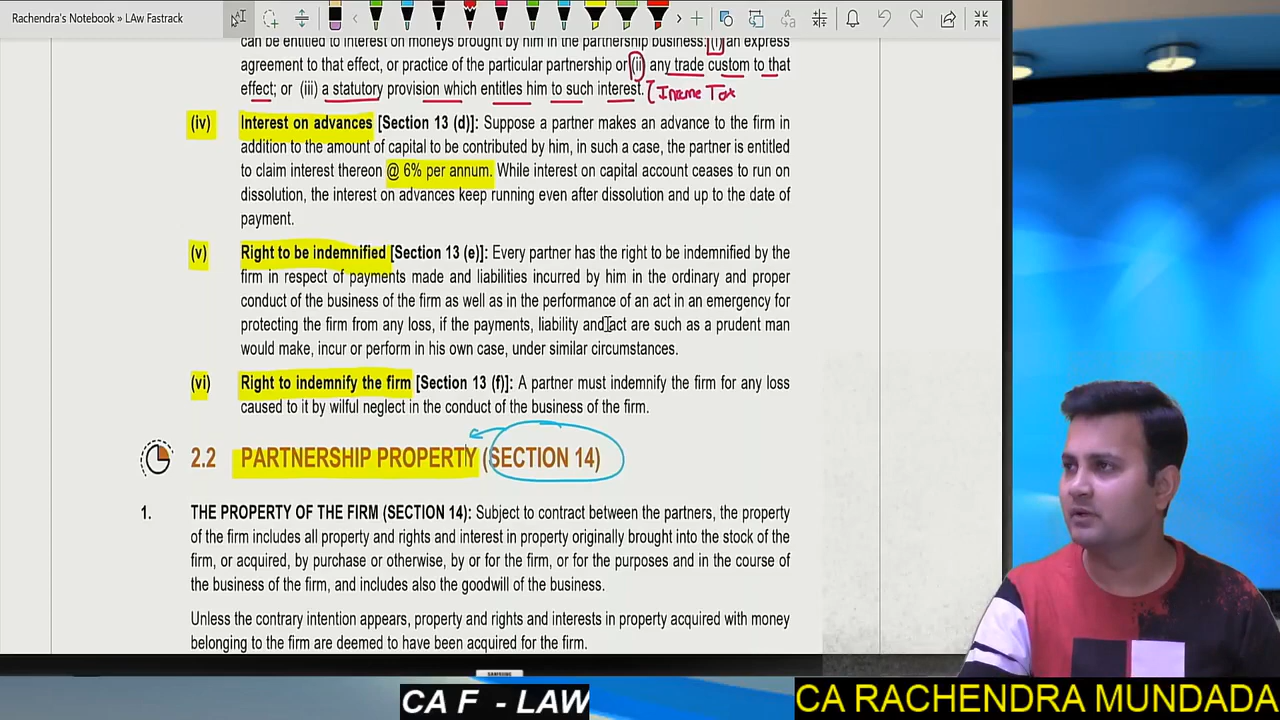 Rachendra's Notebook » LAw Fastrack
can be entitled to interest on moneys brought by him in the partnership business: (i) an express
agreement to that effect, or practice of the particular partnership or (ii) any trade custom to that
effect; or (iii) a statutory provision which entitles him to such interest. [Income Tax
(iv) Interest on advances [Section 13 (d)]: Suppose a partner makes an advance to the firm in
addition to the amount of capital to be contributed by him, in such a case, the partner is entitled
to claim interest thereon @ 6% per annum. While interest on capital account ceases to run on
dissolution, the interest on advances keep running even after dissolution and up to the date of
payment.
(v) Right to be indemnified [Section 13 (e)]: Every partner has the right to be indemnified by the
firm in respect of payments made and liabilities incurred by him in the ordinary and proper
conduct of the business of the firm as well as in the performance of an act in an emergency for
protecting the firm from any loss, if the payments, liability and act are such as a prudent man
would make, incur or perform in his own case, under similar circumstances.
(vi) Right to indemnify the firm [Section 13 (f)]: A partner must indemnify the firm for any loss
caused to it by wilful neglect in the conduct of the business of the firm.
2.2 PARTNERSHIP PROPERTY (SECTION 14)
1. THE PROPERTY OF THE FIRM (SECTION 14): Subject to contract between the partners, the property
of the firm includes all property and rights and interest in property originally brought into the stock of the
firm, or acquired, by purchase or otherwise, by or for the firm, or for the purposes and in the course of
the business of the firm, and includes also the goodwill of the business.
Unless the contrary intention appears, property and rights and interests in property acquired with money
belonging to the firm are deemed to have been acquired for the firm.
SAMSUNG
CA F - LAW
CA RACHENDRA MUNDADA